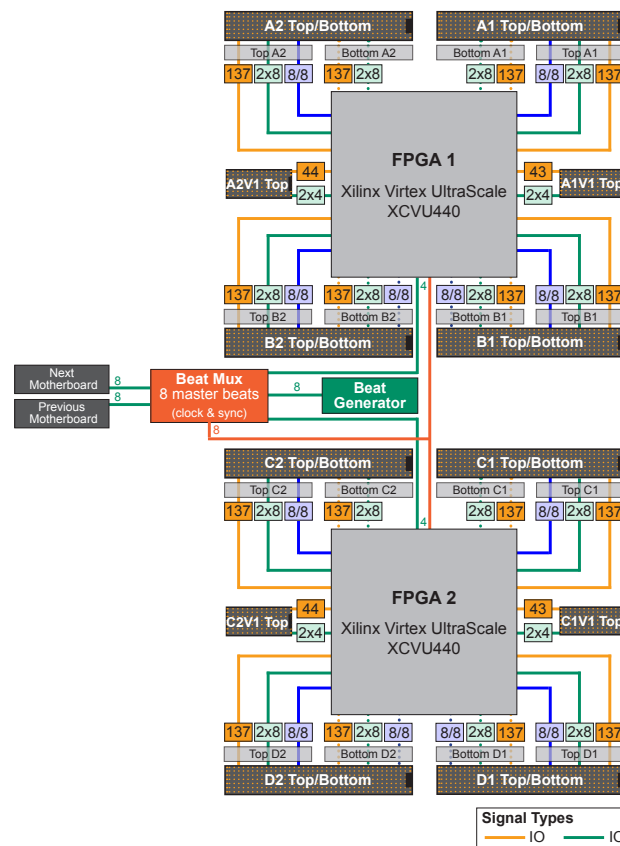 A2 Top/Bottom
A1 Top/Bottom
Top A2
Bottom A2
Bottom A1
Top A1
137 2x8 8/8
137 2x8
2x8 137
8/8 2x8 137
FPGA 1
Xilinx Virtex UltraScale
XCVU440
44
43
A2V1 Top
A1V1 Top
2x4
2x4
4
137 2x8 8/8
137 2x8 8/8
8/8 2x8 137
8/8 2x8 137
Top B2
Bottom B2
Bottom B1
Top B1
B2 Top/Bottom
B1 Top/Bottom
Next
Motherboard
8
Previous
Motherboard
8
Beat Mux
8 master beats
(clock & sync)
8
Beat
Generator
8
C2 Top/Bottom
C1 Top/Bottom
Top C2
Bottom C2
Bottom C1
Top C1
137 2x8 8/8
137 2x8
2x8 137
8/8 2x8 137
4
FPGA 2
Xilinx Virtex UltraScale
XCVU440
44
43
C2V1 Top
C1V1 Top
2x4
2x4
137 2x8 8/8
137 2x8 8/8
8/8 2x8 137
8/8 2x8 137
Top D2
Bottom D2
Bottom D1
Top D1
D2 Top/Bottom
D1 Top/Bottom
Signal Types
IO